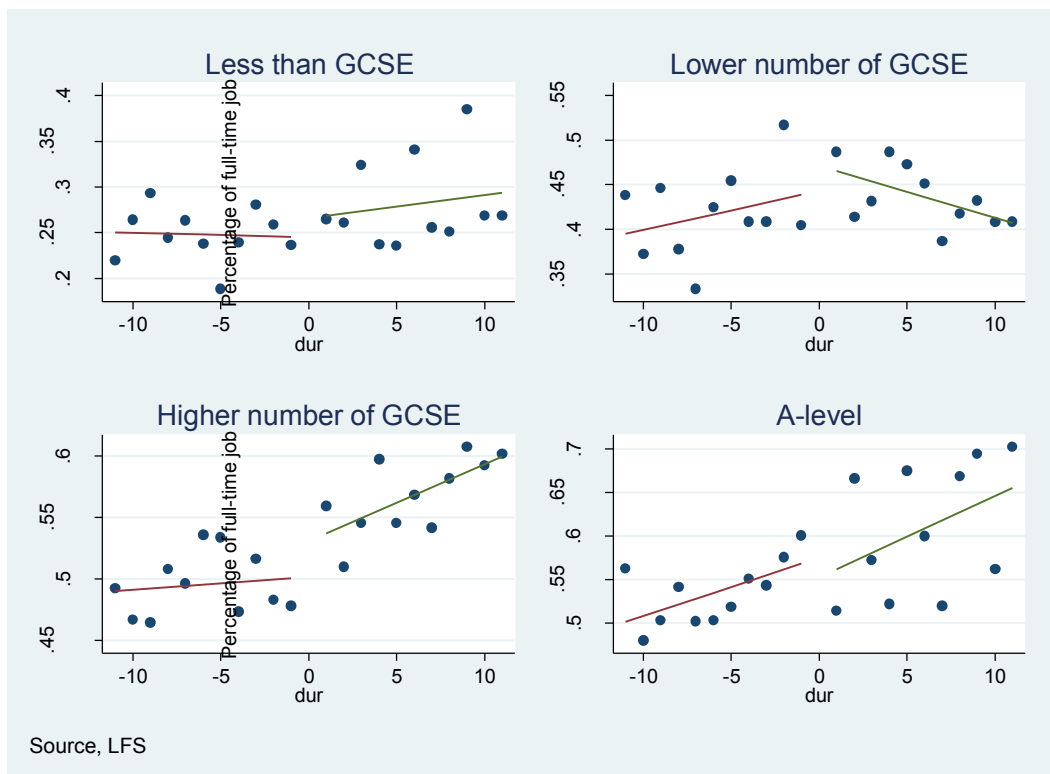 Less than GCSE
Percentage of full-time job
.4
.35
.3
.25
.2
-10 -5 0 5 10
dur
Lower number of GCSE
.55
.5
.45
.4
.35
-10 -5 0 5 10
dur
Higher number of GCSE
Percentage of full-time job
.6
.55
.5
.45
-10 -5 0 5 10
dur
A-level
.7
.65
.6
.55
.5
-10 -5 0 5 10
dur
Source, LFS